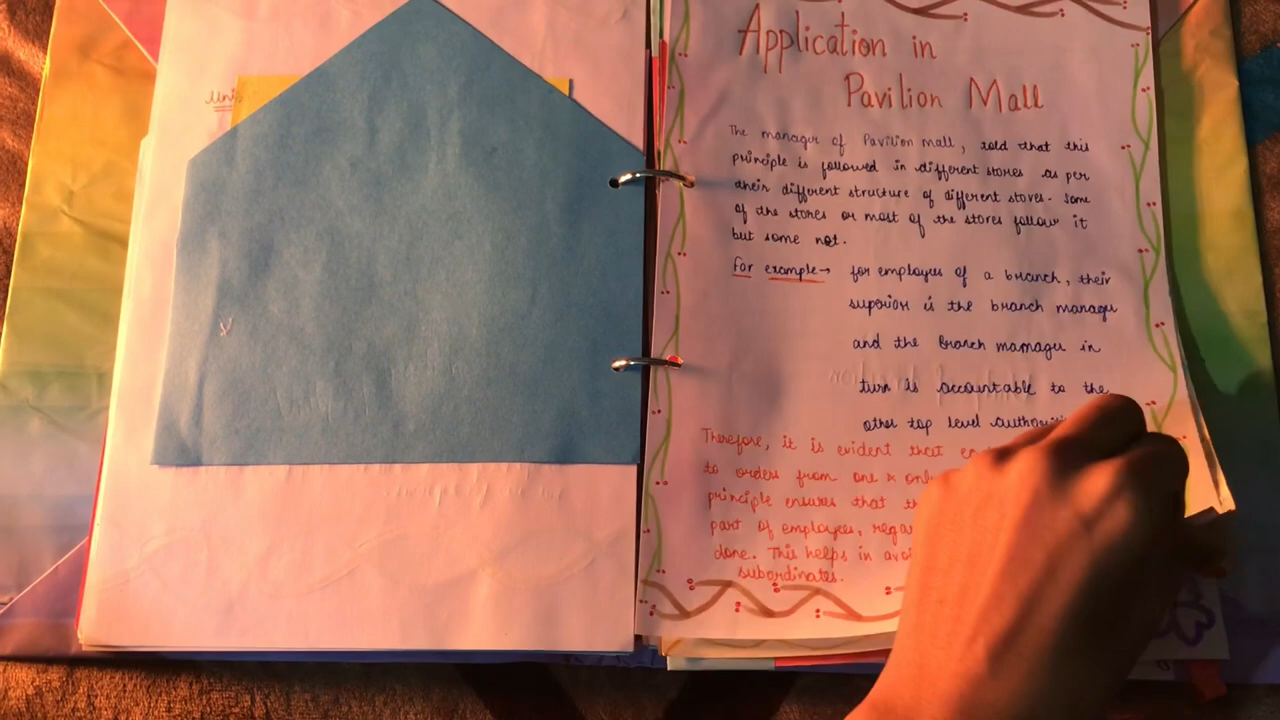 Uni
Application in
Pavilion Mall
The manager of Pavilion mall, told that this
principle is followed in different stores as per
their different structure of different stores. Some
of the stores or most of the stores follow it
but some not.
For example→ for employees of a branch, their
superior is the branch manager
and the Branch mamager in
turn is accountable to the
other top level
Therefore, it is evident that
to orders from one & only
principle ensures that
part of employees,
done. This helps in
subordinates.